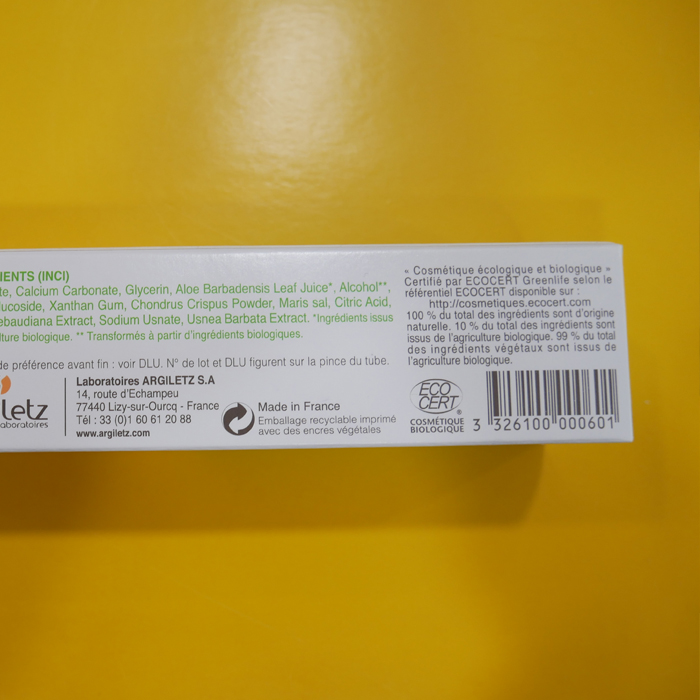 IENTS (INCI)
te, Calcium Carbonate, Glycerin, Aloe Barbadensis Leaf Juice*, Alcohol**,
ucoside, Xanthan Gum, Chondrus Crispus Powder, Maris sal, Citric Acid,
ebaudiana Extract, Sodium Usnate, Usnea Barbata Extract. *Ingrédients issus
lture biologique. ** Transformés à partir d'ingrédients biologiques.
de préférence avant fin : voir DLU. N° de lot et DLU figurent sur la pince du tube.
letz
aboratoires
Laboratoires ARGILETZ S.A
14, route d'Echampeu
77440 Lizy-sur-Ourcq - France
Tél : 33 (0)1 60 61 20 88
www.argiletz.com
Made in France
Emballage recyclable imprimé
avec des encres végétales
« Cosmétique écologique et biologique »
Certifié par ECOCERT Greenlife selon le
référentiel ECOCERT disponible sur :
http://cosmetiques.ecocert.com
100 % du total des ingrédients sont d'origine
naturelle. 10 % du total des ingrédients sont
issus de l'agriculture biologique. 99 % du total
des ingrédients végétaux sont issus de
l'agriculture biologique.
ECO
CERT
®
COSMÉTIQUE
BIOLOGIQUE
3 326100 000601